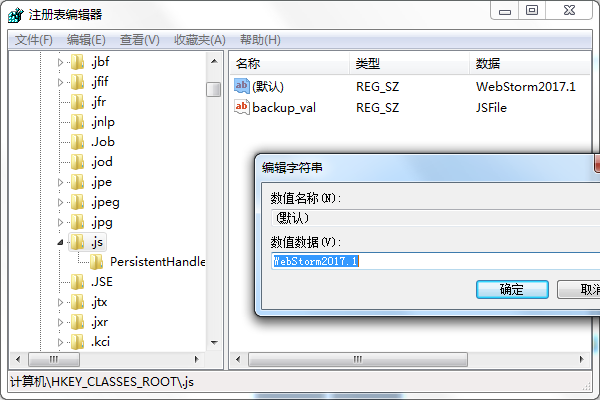 注册表编辑器
文件(F) 编辑(E) 查看(V) 收藏夹(A) 帮助(H)
.jbf
.jfif
.jfr
.jnlp
.Job
.jod
.jpe
.jpeg
.jpg
.js
PersistentHandle
.JSE
.jtx
.jxr
.kci
名称 类型 数据
ab (默认) REG_SZ WebStorm2017.1
ab backup_val REG_SZ JSFile
编辑字符串
数值名称(N):
(默认)
数值数据(V):
WebStorm2017.1
确定 取消
计算机\HKEY_CLASSES_ROOT\.js